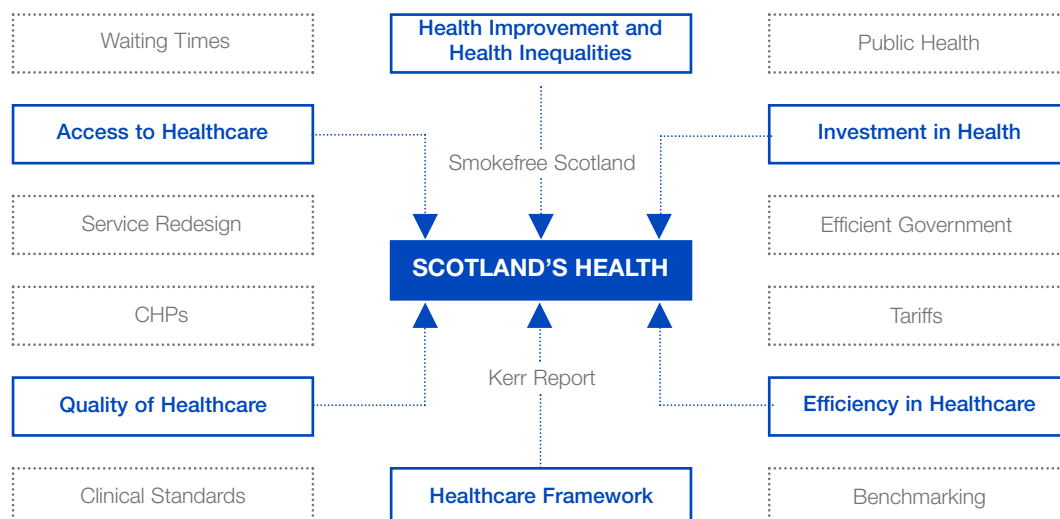 Waiting Times
Health Improvement and
Health Inequalities
Public Health
Access to Healthcare
Investment in Health
Smokefree Scotland
Service Redesign
Efficient Government
SCOTLAND’S HEALTH
CHPs
Tariffs
Kerr Report
Quality of Healthcare
Efficiency in Healthcare
Clinical Standards
Healthcare Framework
Benchmarking